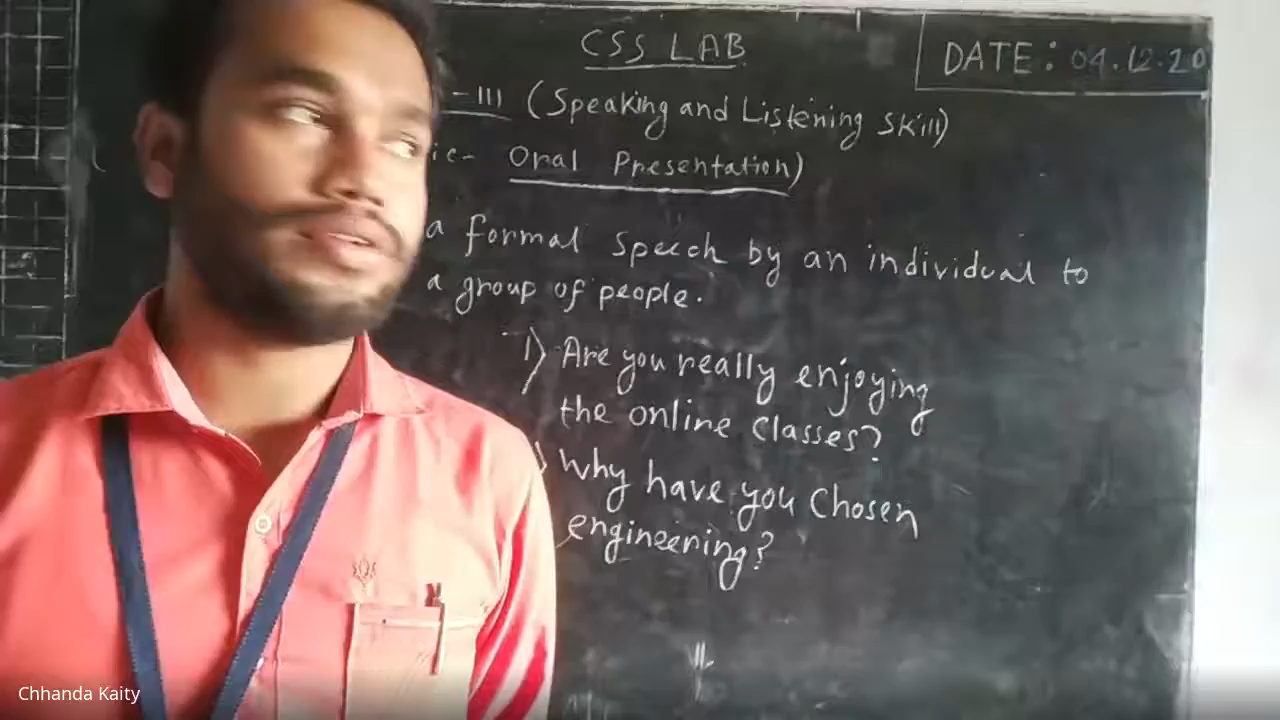 CSS LAB
DATE: 04.12.20
-III (Speaking and Listening Skill)
ic- Oral Presentation)
a formal speech by an individual to
a group of people.
1) Are you really enjoying
the online classes?
) Why have you Chosen
engineering?
Chhanda Kaity